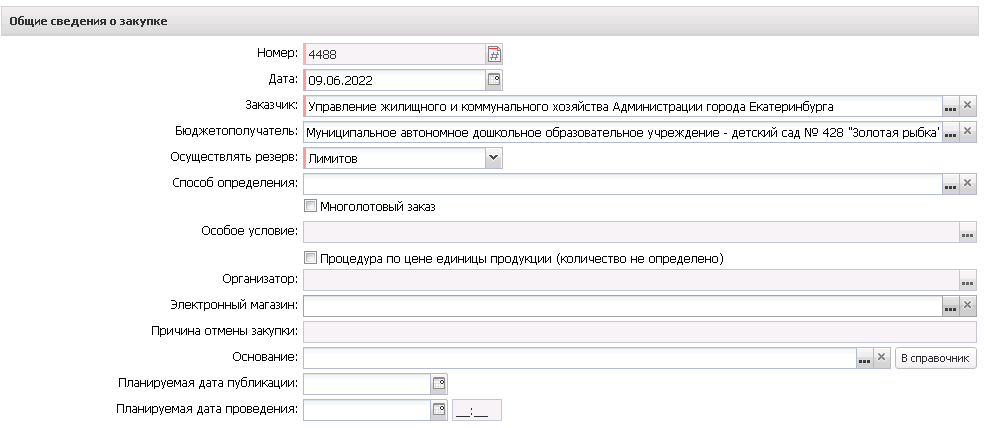 Общие сведения о закупке
Номер: 4488
Дата: 09.06.2022
Заказчик: Управление жилищного и коммунального хозяйства Администрации города Екатеринбурга ... ×
Бюджетополучатель: Муниципальное автономное дошкольное образовательное учреждение - детский сад № 428 "Золотая рыбка" ... ×
Осуществлять резерв: Лимитов
Способ определения: ... ×
Многолотовый заказ
Особое условие: ...
Процедура по цене единицы продукции (количество не определено)
Организатор: ...
Электронный магазин: ... ×
Причина отмены закупки:
Основание: ... × В справочник
Планируемая дата публикации:
Планируемая дата проведения: __:__